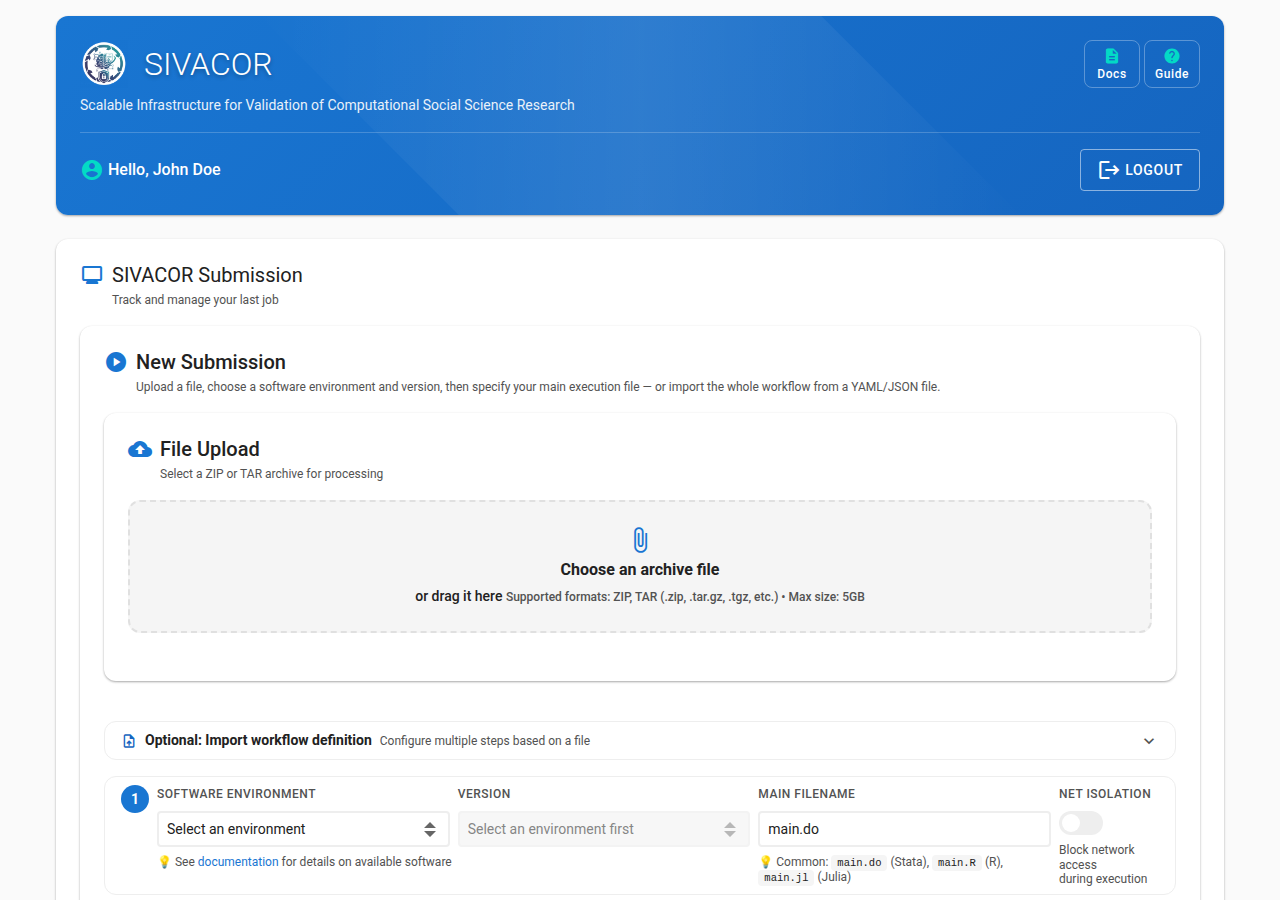 SIVACOR
Docs
Guide
Scalable Infrastructure for Validation of Computational Social Science Research
Hello, John Doe
LOGOUT
SIVACOR Submission
Track and manage your last job
New Submission
Upload a file, choose a software environment and version, then specify your main execution file — or import the whole workflow from a YAML/JSON file.
File Upload
Select a ZIP or TAR archive for processing
Choose an archive file
or drag it here Supported formats: ZIP, TAR (.zip, .tar.gz, .tgz, etc.) • Max size: 5GB
Optional: Import workflow definition Configure multiple steps based on a file
1
SOFTWARE ENVIRONMENT
Select an environment
💡 See documentation for details on available software
VERSION
Select an environment first
MAIN FILENAME
main.do
💡 Common: main.do (Stata), main.R (R),
main.jl (Julia)
NET ISOLATION
Block network
access
during execution